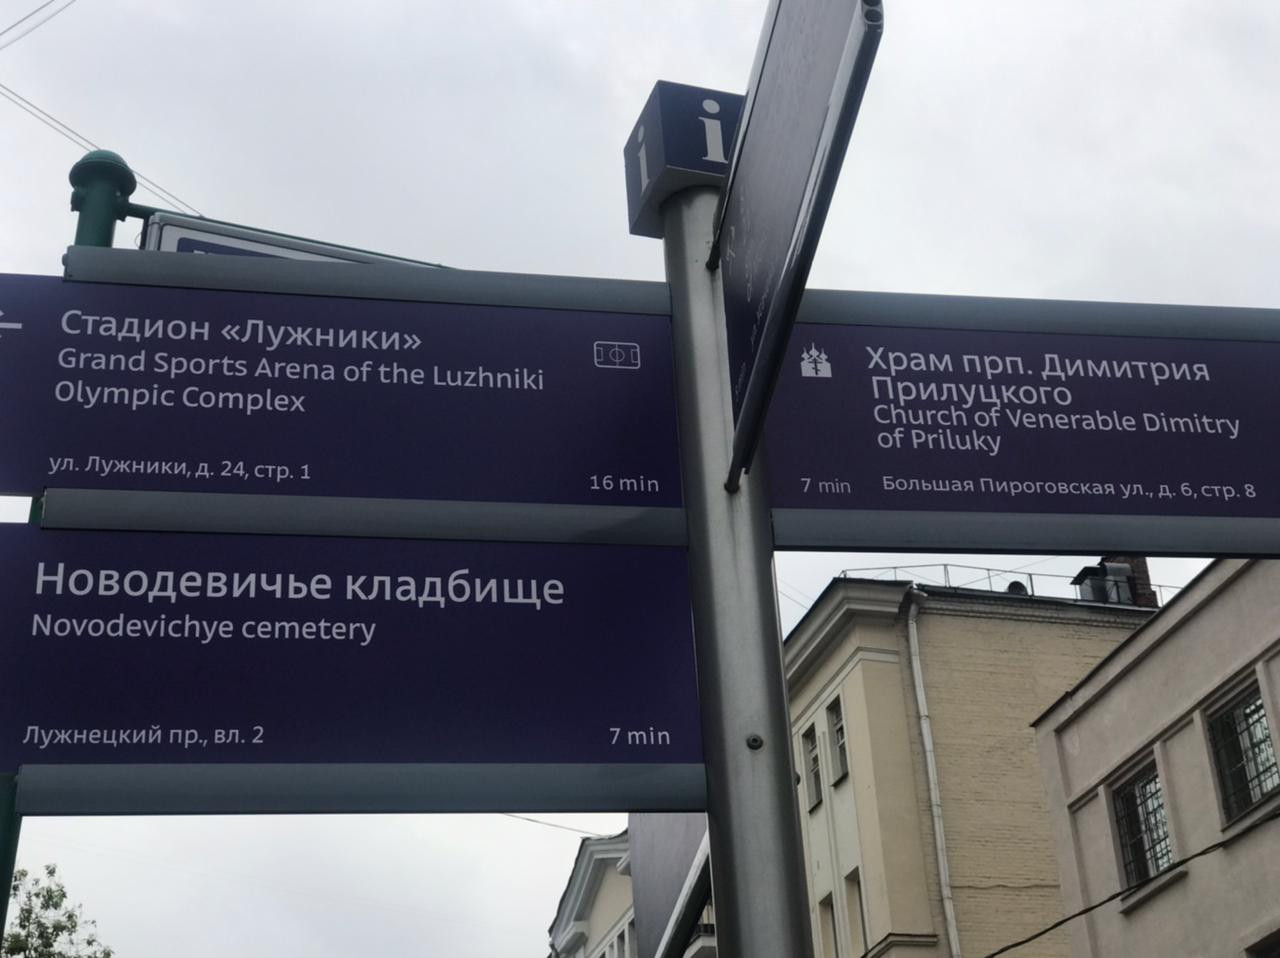 i i
Стадион «Лужники»
Grand Sports Arena of the Luzhniki
Olympic Complex
ул. Лужники, д. 24, стр. 1
16 min
Новодевичье кладбище
Novodevichye cemetery
Лужнецкий пр., вл. 2
7 min
Храм прп. Димитрия
Прилуцкого
Church of Venerable Dimitry
of Priluky
7 min
Большая Пироговская ул., д. 6, стр. 8